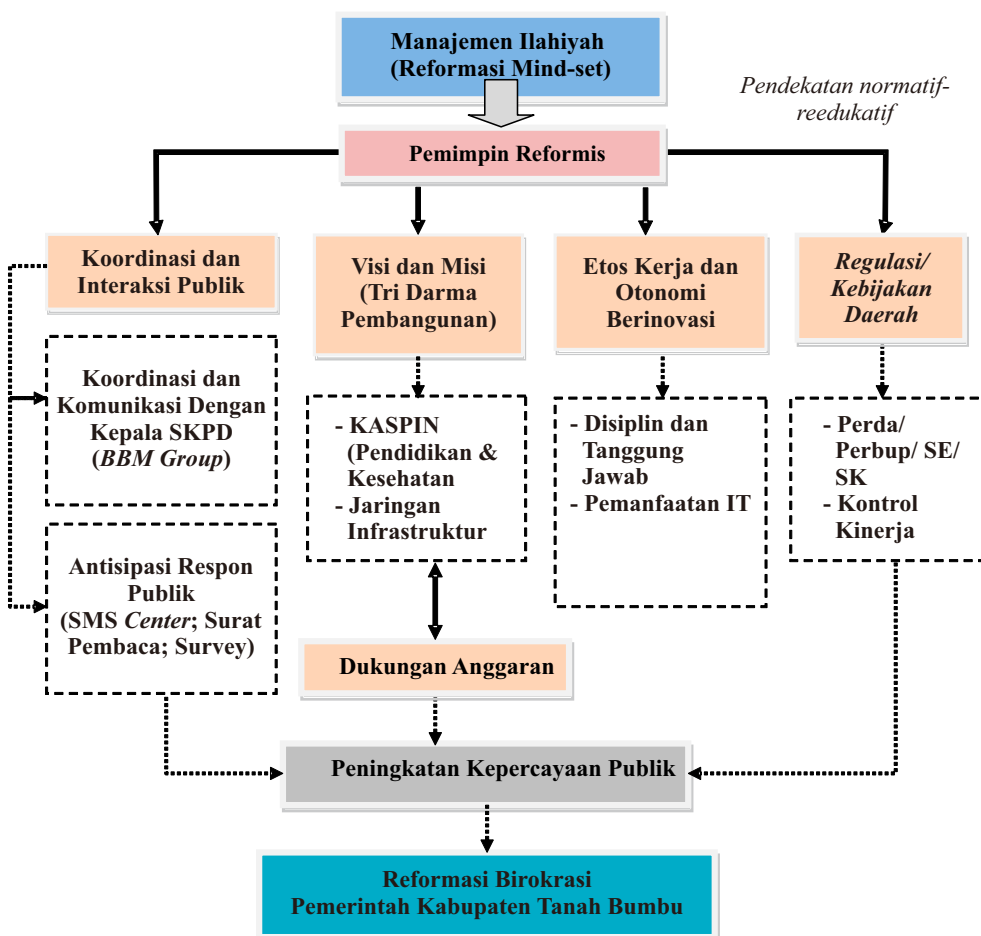 Manajemen Ilahiyah
(Reformasi Mind-set)
Pendekatan normatif-
reedukatif
Pemimpin Reformis
Koordinasi dan
Interaksi Publik
Visi dan Misi
(Tri Darma
Pembangunan)
Etos Kerja dan
Otonomi
Berinovasi
Regulasi/
Kebijakan
Daerah
Koordinasi dan
Komunikasi Dengan
Kepala SKPD
(BBM Group)
- KASPIN
(Pendidikan &
Kesehatan
- Jaringan
Infrastruktur
- Disiplin dan
Tanggung
Jawab
- Pemanfaatan IT
- Perda/
Perbup/ SE/
SK
- Kontrol
Kinerja
Antisipasi Respon
Publik
(SMS Center; Surat
Pembaca; Survey)
Dukungan Anggaran
Peningkatan Kepercayaan Publik
Reformasi Birokrasi
Pemerintah Kabupaten Tanah Bumbu